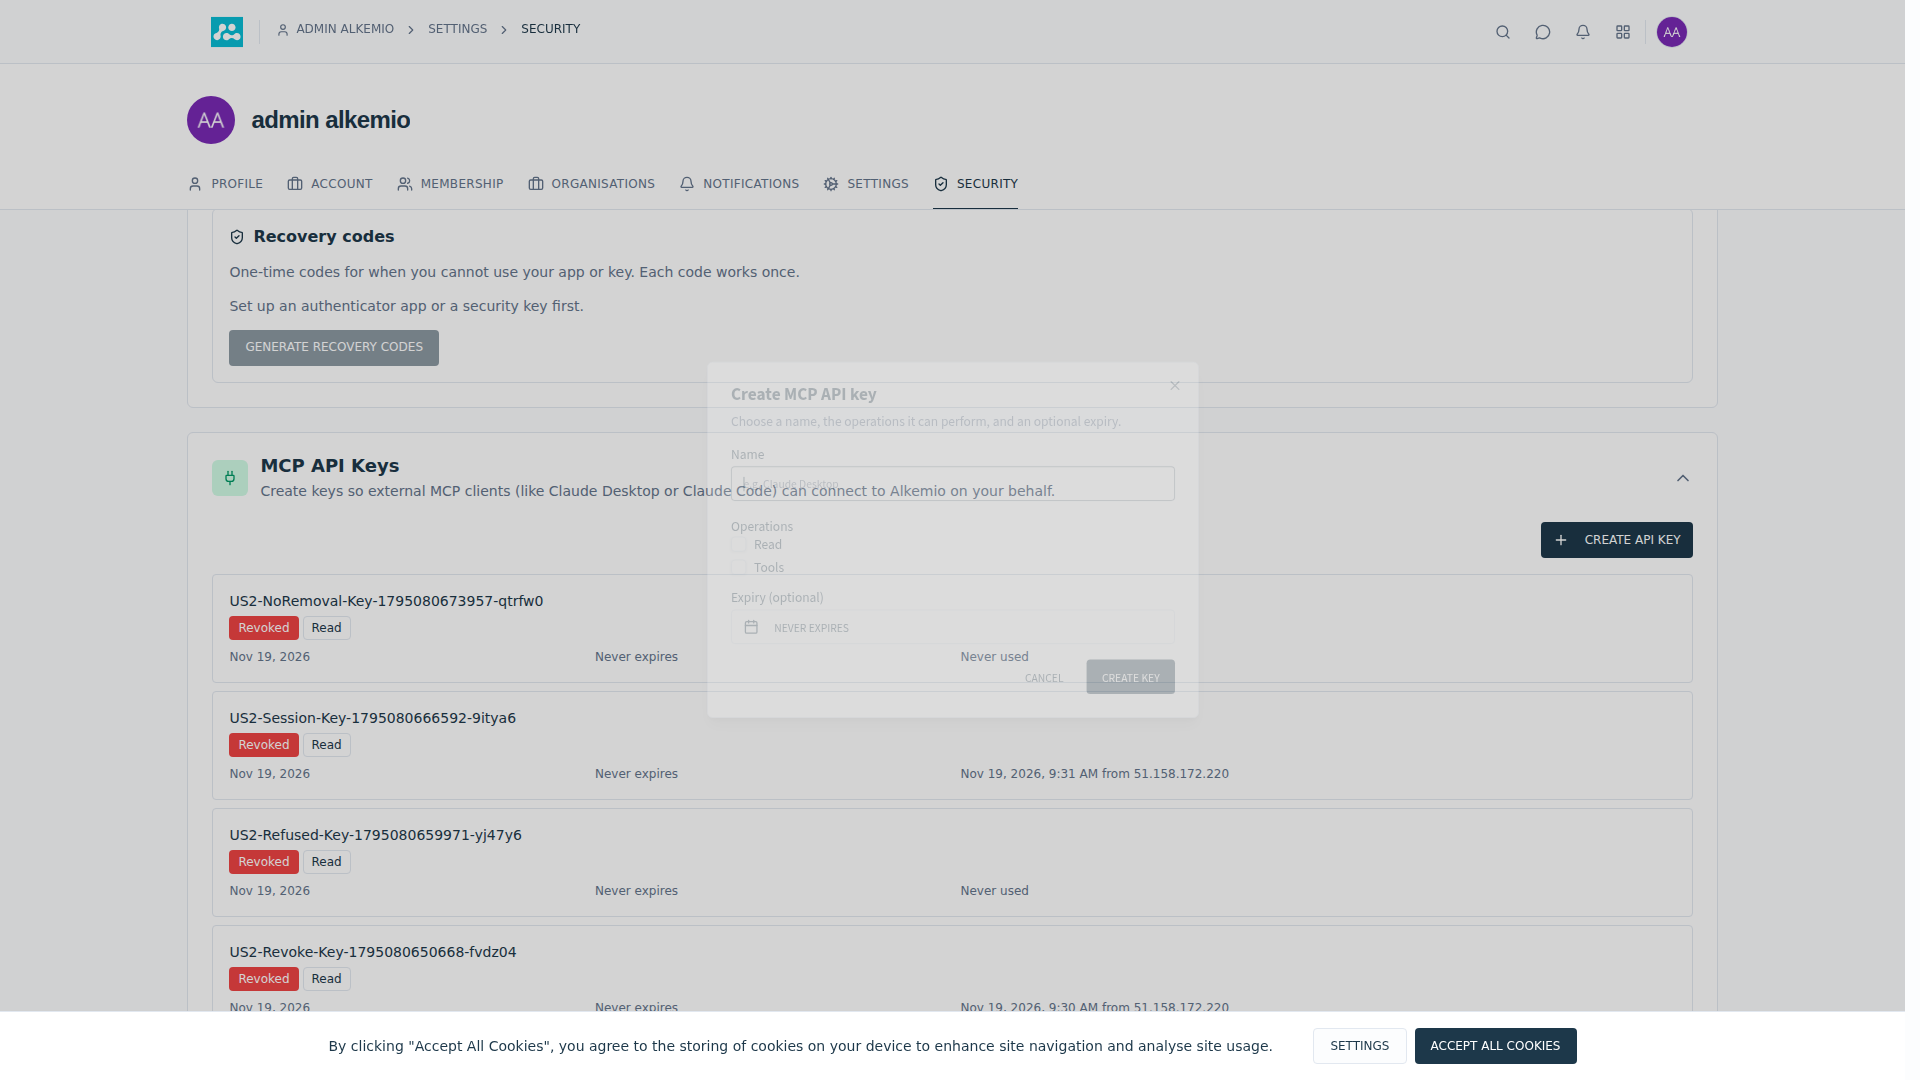 ADMIN ALKEMIO > SETTINGS > SECURITY
AA
AA
admin alkemio
PROFILE ACCOUNT MEMBERSHIP ORGANISATIONS NOTIFICATIONS SETTINGS SECURITY
Recovery codes
One-time codes for when you cannot use your app or key. Each code works once.
Set up an authenticator app or a security key first.
GENERATE RECOVERY CODES
Create MCP API key
Choose a name, the operations it can perform, and an optional expiry.
Name
e.g. Claude Desktop
Operations
Read
Tools
Expiry (optional)
NEVER EXPIRES
CANCEL CREATE KEY
MCP API Keys
Create keys so external MCP clients (like Claude Desktop or Claude Code) can connect to Alkemio on your behalf.
CREATE API KEY
US2-NoRemoval-Key-1795080673957-qtrfw0
Revoked Read
Nov 19, 2026 Never expires Never used
US2-Session-Key-1795080666592-9itya6
Revoked Read
Nov 19, 2026 Never expires Nov 19, 2026, 9:31 AM from 51.158.172.220
US2-Refused-Key-1795080659971-yj47y6
Revoked Read
Nov 19, 2026 Never expires Never used
US2-Revoke-Key-1795080650668-fvdz04
Revoked Read
Nov 19, 2026 Never expires Nov 19, 2026, 9:30 AM from 51.158.172.220
By clicking "Accept All Cookies", you agree to the storing of cookies on your device to enhance site navigation and analyse site usage.
SETTINGS ACCEPT ALL COOKIES